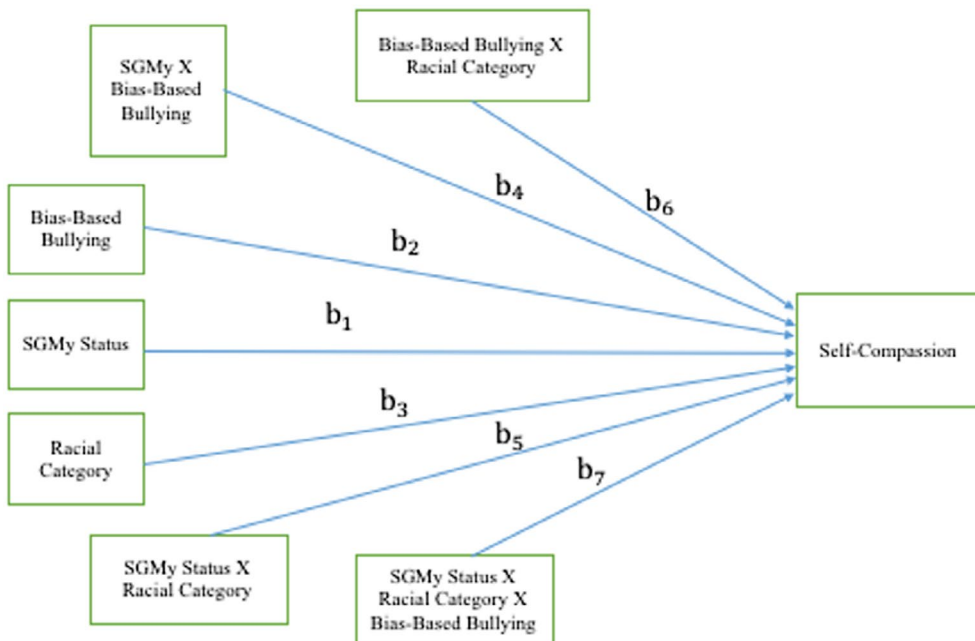 SGMy X
Bias-Based
Bullying
Bias-Based Bullying X
Racial Category
b₄
b₆
Bias-Based
Bullying
b₂
SGMy Status
b₁
Self-Compassion
Racial
Category
b₃
b₅
b₇
SGMy Status X
Racial Category
SGMy Status X
Racial Category X
Bias-Based Bullying